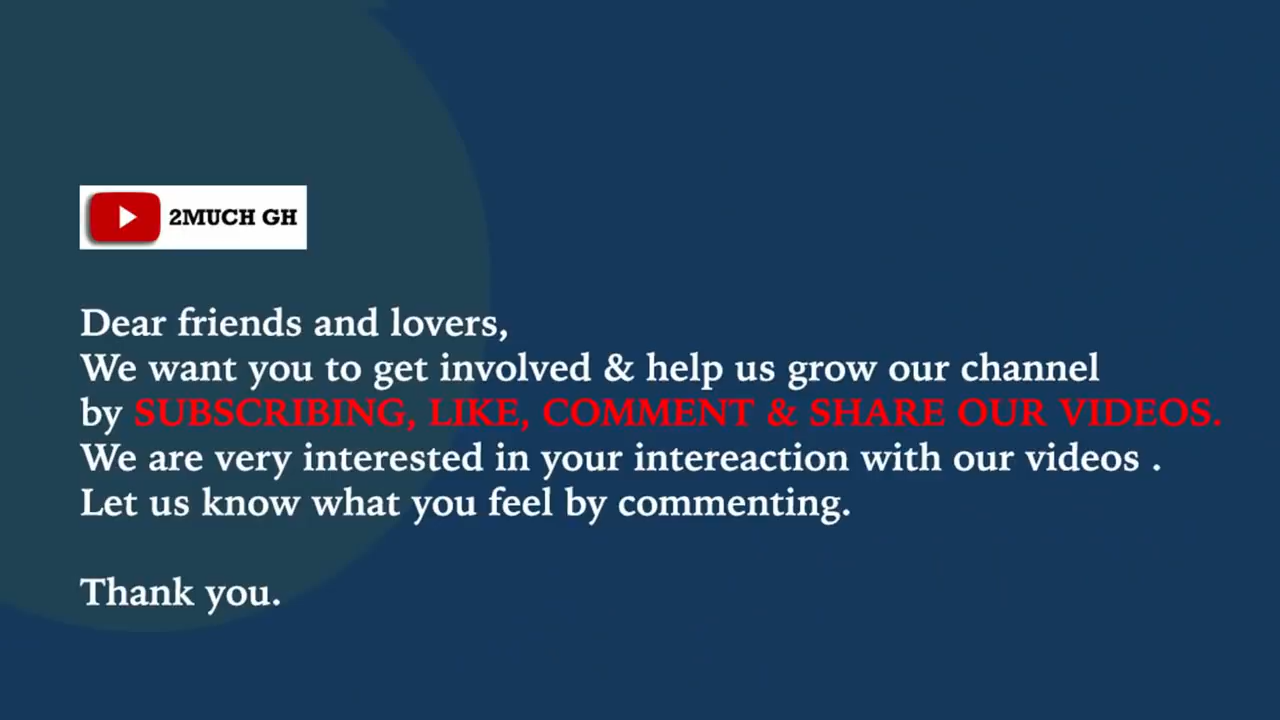 2MUCH GH
Dear friends and lovers,
We want you to get involved & help us grow our channel
by SUBSCRIBING, LIKE, COMMENT & SHARE OUR VIDEOS.
We are very interested in your intereaction with our videos .
Let us know what you feel by commenting.
Thank you.